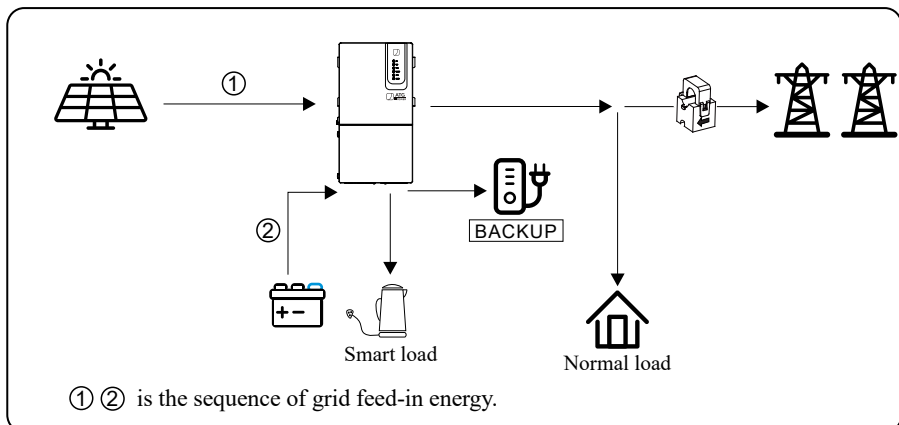 ①
②
BACKUP
Smart load
Normal load
① ② is the sequence of grid feed-in energy.